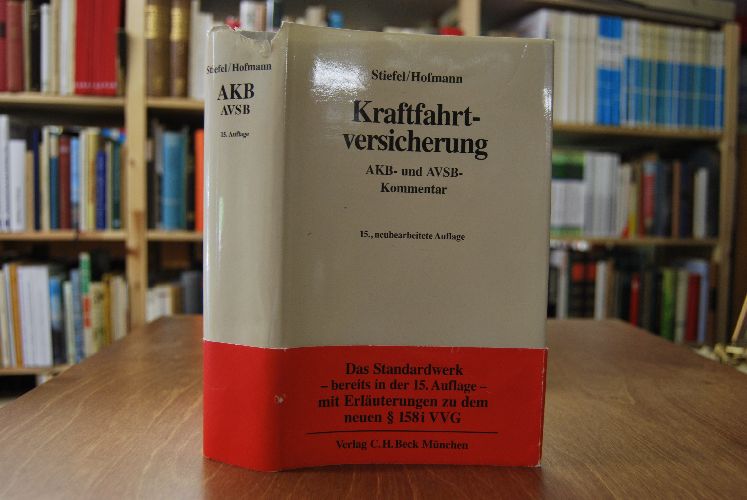 Stiefel/Hofmann
AKB
AVSB
15. Auflage
Stiefel/Hofmann
Kraftfahrt-
versicherung
AKB- und AVSB-
Kommentar
15., neubearbeitete Auflage
Das Standardwerk
– bereits in der 15. Auflage –
mit Erläuterungen zu dem
neuen § 158i VVG
Verlag C. H. Beck München